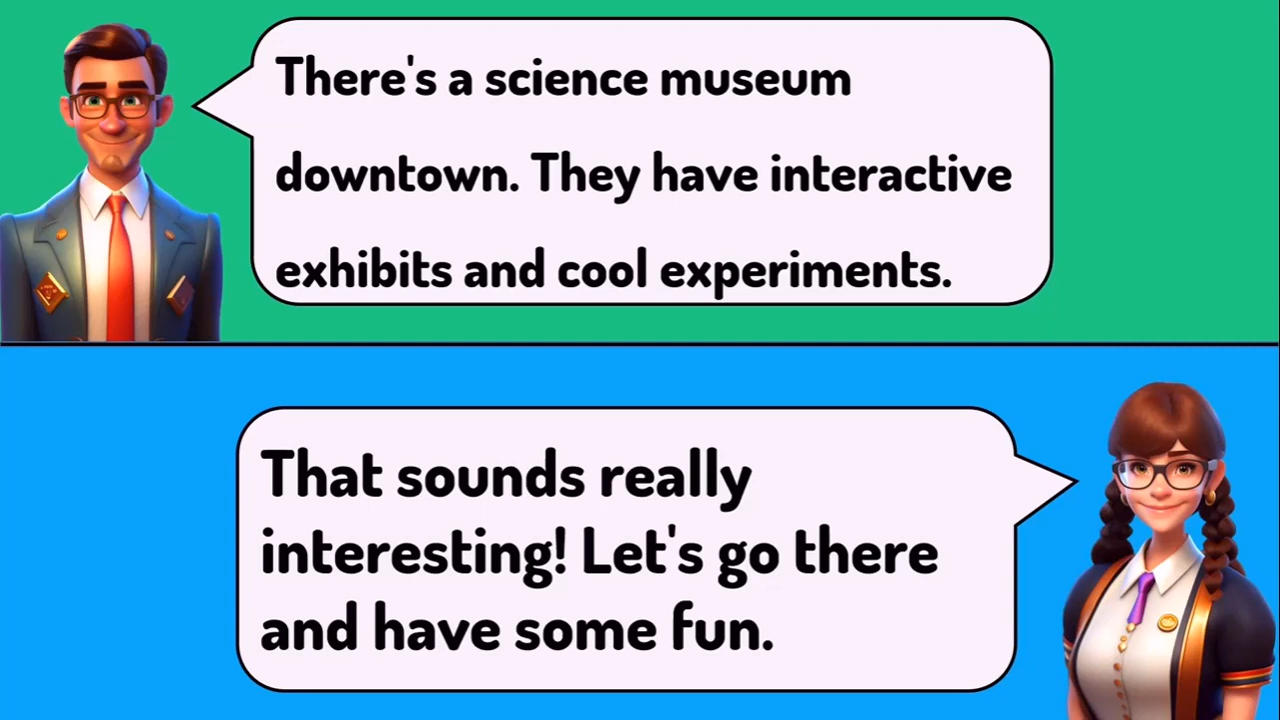 There's a science museum
downtown. They have interactive
exhibits and cool experiments.
That sounds really
interesting! Let's go there
and have some fun.